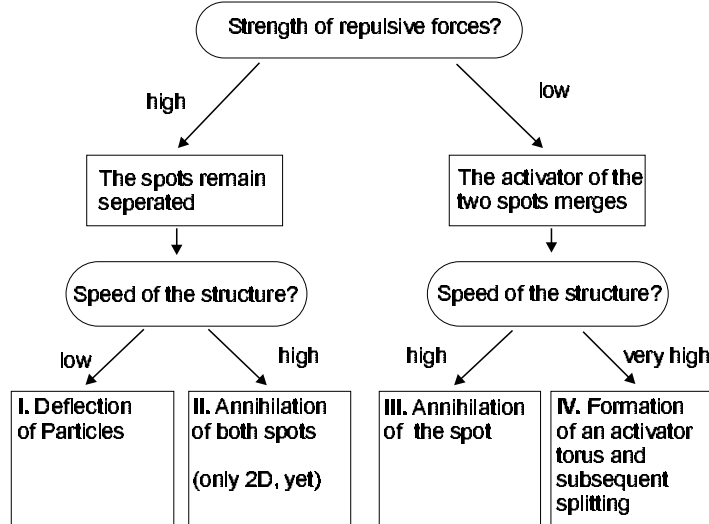 Strength of repulsive forces?
high
low
The spots remain
seperated
The activator of the
two spots merges
Speed of the structure?
Speed of the structure?
low
high
high
very high
I. Deflection
of Particles
II. Annihilation
of both spots
(only 2D, yet)
III. Annihilation
of the spot
IV. Formation
of an activator
torus and
subsequent
splitting